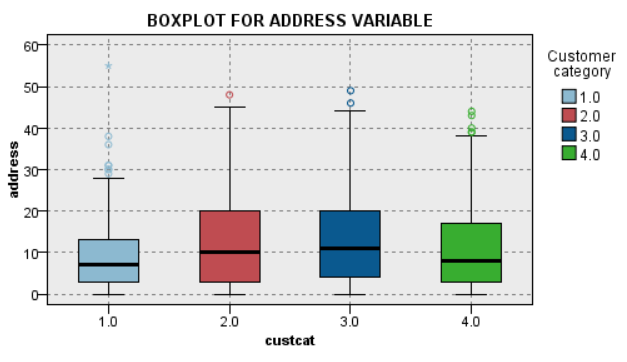 BOXPLOT FOR ADDRESS VARIABLE
60
50
40
30
20
10
0
address
1.0 2.0 3.0 4.0
custcat
Customer
category
1.0
2.0
3.0
4.0